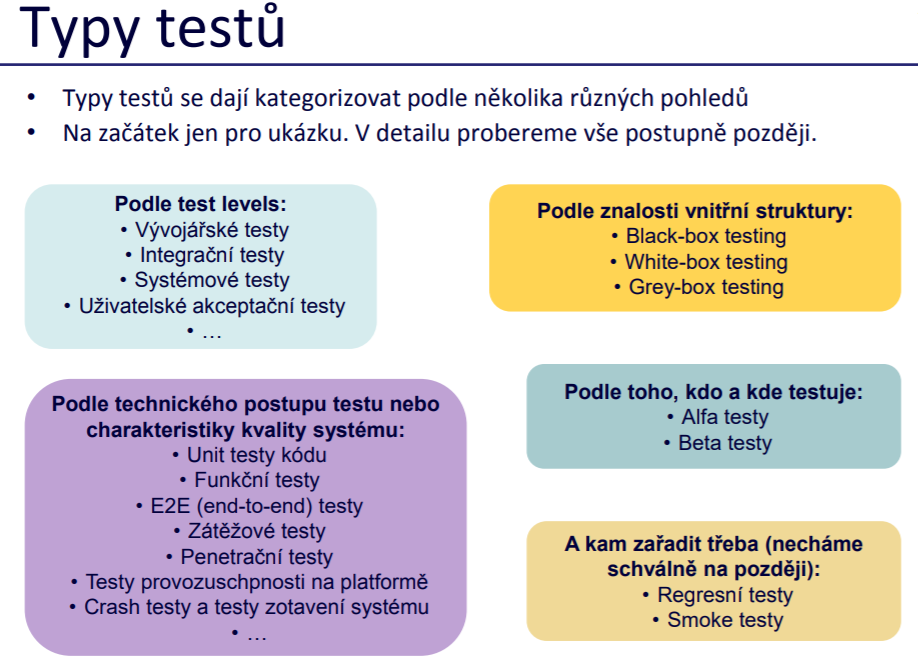 Typy testů
• Typy testů se dají kategorizovat podle několika různých pohledů
• Na začátek jen pro ukázku. V detailu probereme vše postupně později.
Podle test levels:
• Vývojářské testy
• Integrační testy
• Systémové testy
• Uživatelské akceptační testy
• …
Podle znalosti vnitřní struktury:
• Black-box testing
• White-box testing
• Grey-box testing
Podle technického postupu testu nebo
charakteristiky kvality systému:
• Unit testy kódu
• Funkční testy
• E2E (end-to-end) testy
• Zátěžové testy
• Penetrační testy
• Testy provozuschpnosti na platformě
• Crash testy a testy zotavení systému
• …
Podle toho, kdo a kde testuje:
• Alfa testy
• Beta testy
A kam zařadit třeba (necháme
schválně na později):
• Regresní testy
• Smoke testy